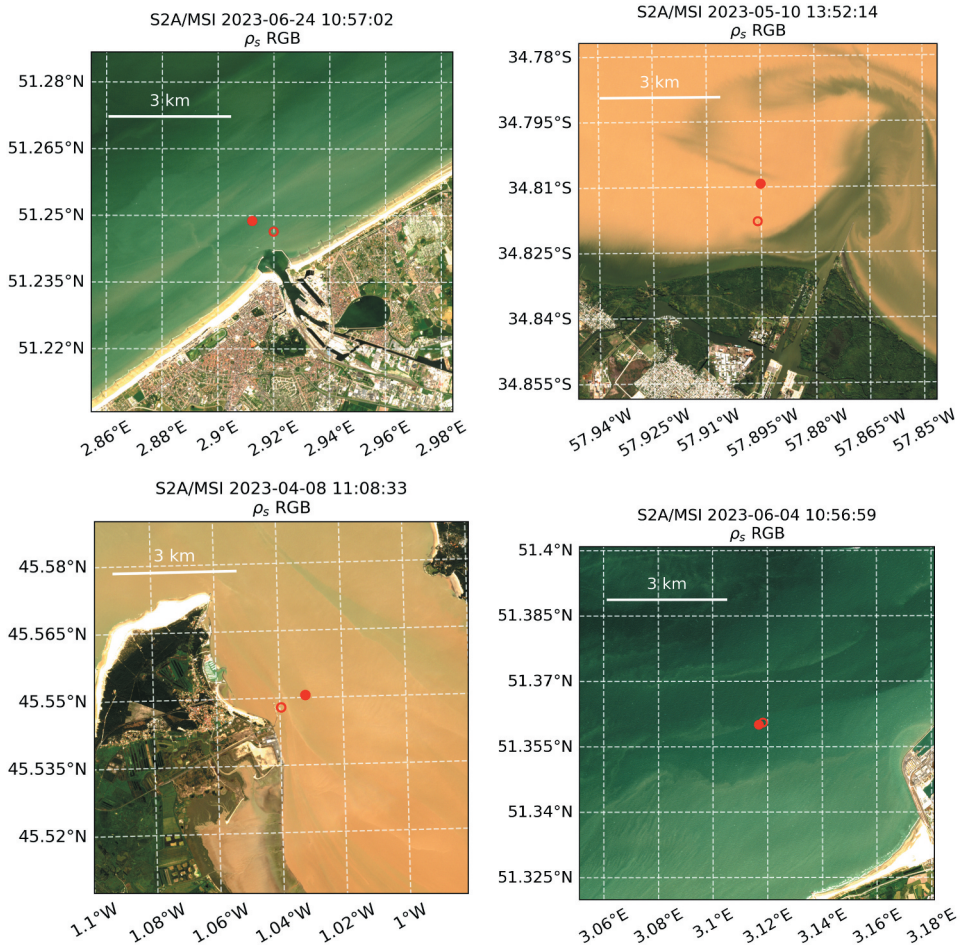 S2A/MSI 2023-06-24 10:57:02
ρs RGB
51.28°N
51.265°N
51.25°N
51.235°N
51.22°N
3 km
2.86°E
2.88°E
2.9°E
2.92°E
2.94°E
2.96°E
2.98°E
S2A/MSI 2023-05-10 13:52:14
ρs RGB
34.78°S
34.795°S
34.81°S
34.825°S
34.84°S
34.855°S
3 km
57.94°W
57.925°W
57.91°W
57.895°W
57.88°W
57.865°W
57.85°W
S2A/MSI 2023-04-08 11:08:33
ρs RGB
45.58°N
45.565°N
45.55°N
45.535°N
45.52°N
3 km
1.1°W
1.08°W
1.06°W
1.04°W
1.02°W
1°W
S2A/MSI 2023-06-04 10:56:59
ρs RGB
51.4°N
51.385°N
51.37°N
51.355°N
51.34°N
51.325°N
3 km
3.06°E
3.08°E
3.1°E
3.12°E
3.14°E
3.16°E
3.18°E